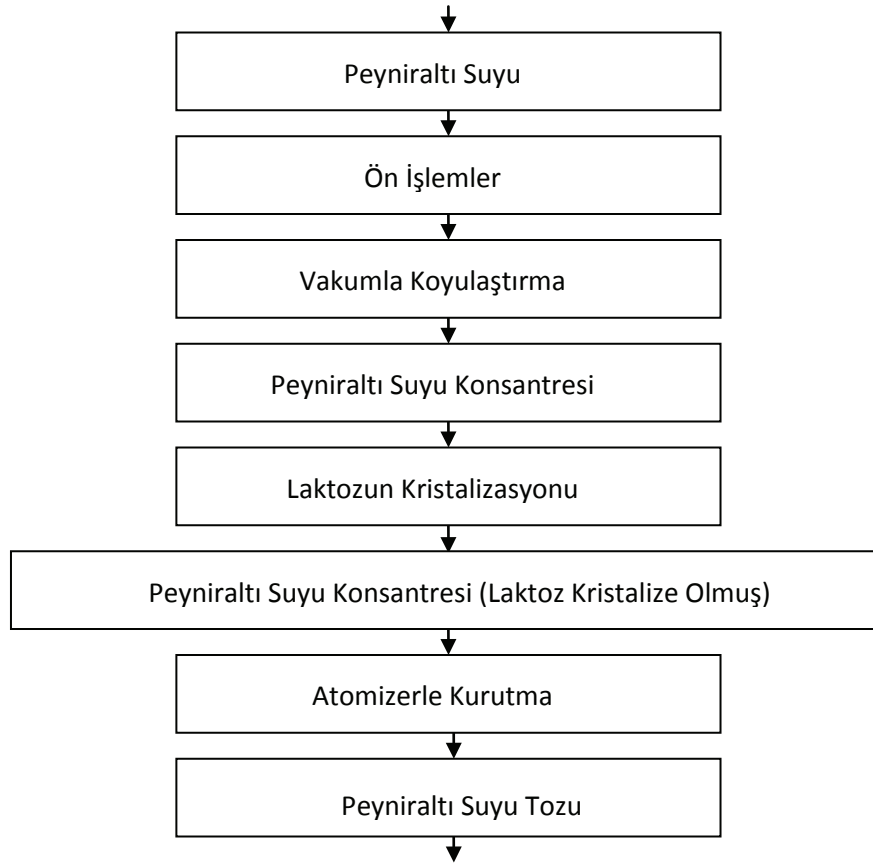 Peyniraltı Suyu
Ön İşlemler
Vakumla Koyulaştırma
Peyniraltı Suyu Konsantresi
Laktozun Kristalizasyonu
Peyniraltı Suyu Konsantresi (Laktoz Kristalize Olmuş)
Atomizerle Kurutma
Peyniraltı Suyu Tozu